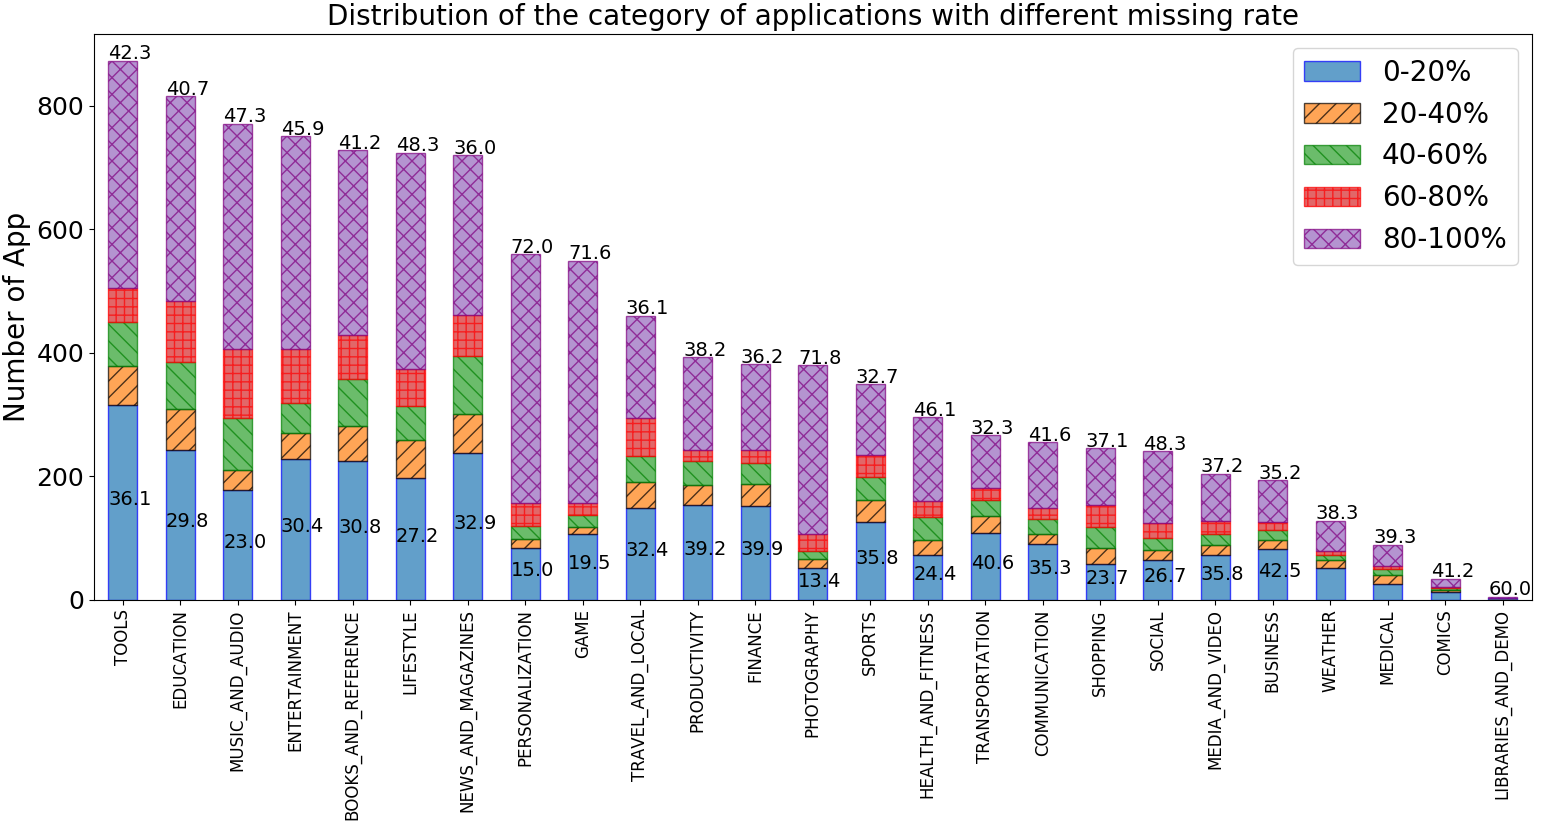 Distribution of the category of applications with different missing rate
Number of App
800
600
400
200
0
0-20%
20-40%
40-60%
60-80%
80-100%
42.3
40.7
47.3
45.9
41.2
48.3
36.0
72.0
71.6
36.1
38.2
36.2
71.8
32.7
46.1
32.3
41.6
37.1
48.3
37.2
35.2
38.3
39.3
41.2
60.0
36.1
29.8
23.0
30.4
30.8
27.2
32.9
15.0
19.5
32.4
39.2
39.9
13.4
35.8
24.4
40.6
35.3
23.7
26.7
35.8
42.5
TOOLS
EDUCATION
MUSIC_AND_AUDIO
ENTERTAINMENT
BOOKS_AND_REFERENCE
LIFESTYLE
NEWS_AND_MAGAZINES
PERSONALIZATION
GAME
TRAVEL_AND_LOCAL
PRODUCTIVITY
FINANCE
PHOTOGRAPHY
SPORTS
HEALTH_AND_FITNESS
TRANSPORTATION
COMMUNICATION
SHOPPING
SOCIAL
MEDIA_AND_VIDEO
BUSINESS
WEATHER
MEDICAL
COMICS
LIBRARIES_AND_DEMO